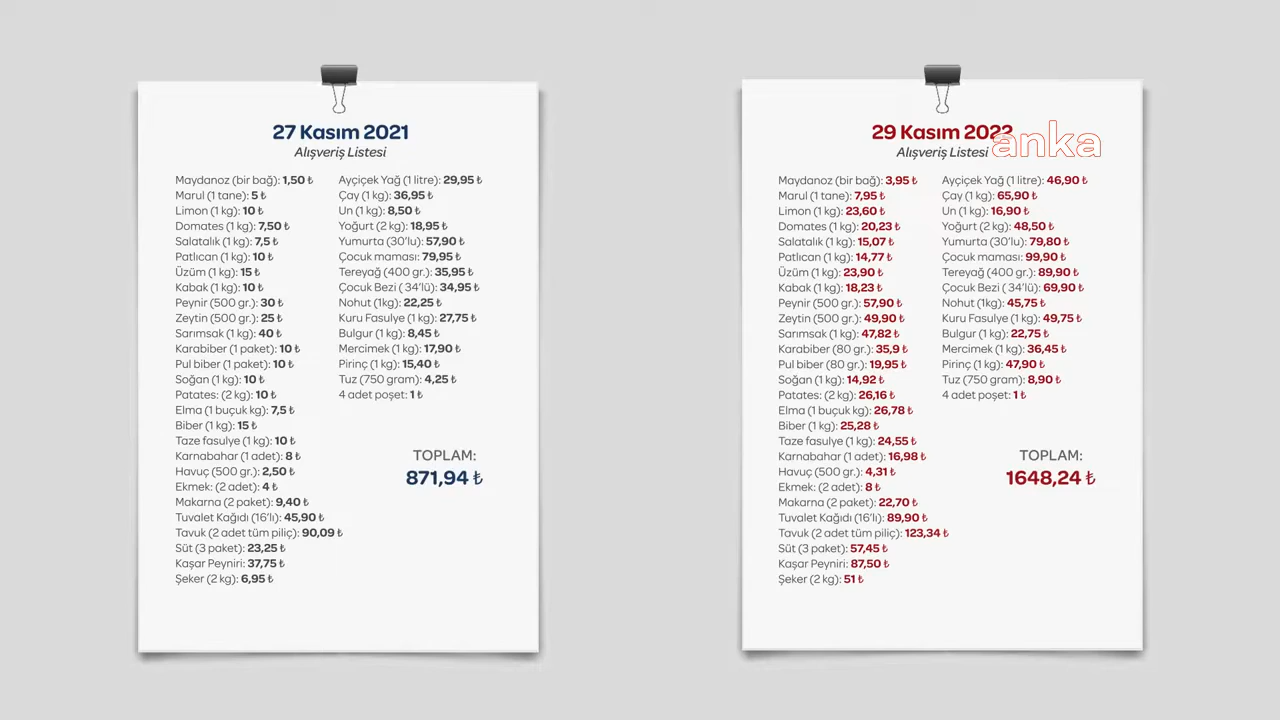 27 Kasım 2021
Alışveriş Listesi
Maydanoz (bir bağ): 1,50 ₺
Marul (1 tane): 5 ₺
Limon (1 kg): 10 ₺
Domates (1 kg): 7,50 ₺
Salatalık (1 kg): 7,5 ₺
Patlıcan (1 kg): 10 ₺
Üzüm (1 kg): 15 ₺
Kabak (1 kg): 10 ₺
Peynir (500 gr.): 30 ₺
Zeytin (500 gr.): 25 ₺
Sarımsak (1 kg): 40 ₺
Karabiber (1 paket): 10 ₺
Pul biber (1 paket): 10 ₺
Soğan (1 kg): 10 ₺
Patates: (2 kg): 10 ₺
Elma (1 buçuk kg): 7,5 ₺
Biber (1 kg): 15 ₺
Taze fasulye (1 kg): 10 ₺
Karnabahar (1 adet): 8 ₺
Havuç (500 gr.): 2,50 ₺
Ekmek: (2 adet): 4 ₺
Makarna (2 paket): 9,40 ₺
Tuvalet Kağıdı (16'lı): 45,90 ₺
Tavuk (2 adet tüm piliç): 90,09 ₺
Süt (3 paket): 23,25 ₺
Kaşar Peyniri: 37,75 ₺
Şeker (2 kg): 6,95 ₺
Ayçiçek Yağ (1 litre): 29,95 ₺
Çay (1 kg): 36,95 ₺
Un (1 kg): 8,50 ₺
Yoğurt (2 kg): 18,95 ₺
Yumurta (30'lu): 57,90 ₺
Çocuk maması: 79,95 ₺
Tereyağ (400 gr.): 35,95 ₺
Çocuk Bezi ( 34'lü): 34,95 ₺
Nohut (1kg): 22,25 ₺
Kuru Fasulye (1 kg): 27,75 ₺
Bulgur (1 kg): 8,45 ₺
Mercimek (1 kg): 17,90 ₺
Pirinç (1 kg): 15,40 ₺
Tuz (750 gram): 4,25 ₺
4 adet poşet: 1 ₺
TOPLAM:
871,94 ₺
29 Kasım 2022
Alışveriş Listesi
anka
Maydanoz (bir bağ): 3,95 ₺
Marul (1 tane): 7,95 ₺
Limon (1 kg): 23,60 ₺
Domates (1 kg): 20,23 ₺
Salatalık (1 kg): 15,07 ₺
Patlıcan (1 kg): 14,77 ₺
Üzüm (1 kg): 23,90 ₺
Kabak (1 kg): 18,23 ₺
Peynir (500 gr.): 57,90 ₺
Zeytin (500 gr.): 49,90 ₺
Sarımsak (1 kg): 47,82 ₺
Karabiber (80 gr.): 35,9 ₺
Pul biber (80 gr.): 19,95 ₺
Soğan (1 kg): 14,92 ₺
Patates: (2 kg): 26,16 ₺
Elma (1 buçuk kg): 26,78 ₺
Biber (1 kg): 25,28 ₺
Taze fasulye (1 kg): 24,55 ₺
Karnabahar (1 adet): 16,98 ₺
Havuç (500 gr.): 4,31 ₺
Ekmek: (2 adet): 8 ₺
Makarna (2 paket): 22,70 ₺
Tuvalet Kağıdı (16'lı): 89,90 ₺
Tavuk (2 adet tüm piliç): 123,34 ₺
Süt (3 paket): 57,45 ₺
Kaşar Peyniri: 87,50 ₺
Şeker (2 kg): 51 ₺
Ayçiçek Yağ (1 litre): 46,90 ₺
Çay (1 kg): 65,90 ₺
Un (1 kg): 16,90 ₺
Yoğurt (2 kg): 48,50 ₺
Yumurta (30'lu): 79,80 ₺
Çocuk maması: 99,90 ₺
Tereyağ (400 gr.): 89,90 ₺
Çocuk Bezi ( 34'lü): 69,90 ₺
Nohut (1kg): 45,75 ₺
Kuru Fasulye (1 kg): 49,75 ₺
Bulgur (1 kg): 22,75 ₺
Mercimek (1 kg): 36,45 ₺
Pirinç (1 kg): 47,90 ₺
Tuz (750 gram): 8,90 ₺
4 adet poşet: 1 ₺
TOPLAM:
1648,24 ₺